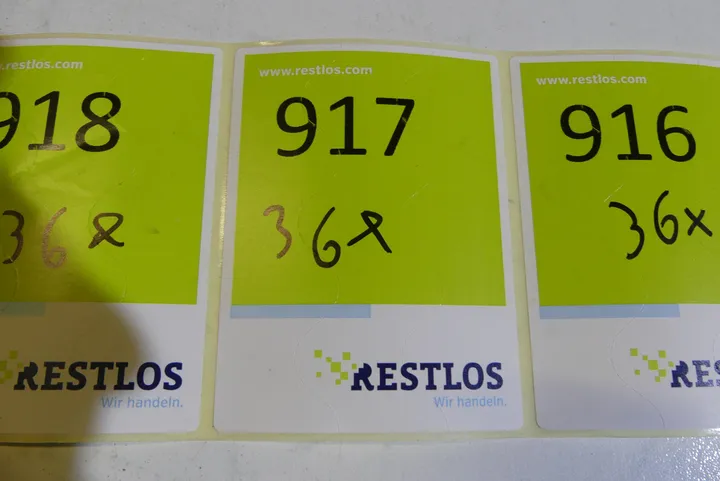 www.restlos.com
918
36x
RESTLOS
Wir handeln.
www.restlos.com
917
36x
RESTLOS
Wir handeln.
www.restlos.com
916
36x
RES